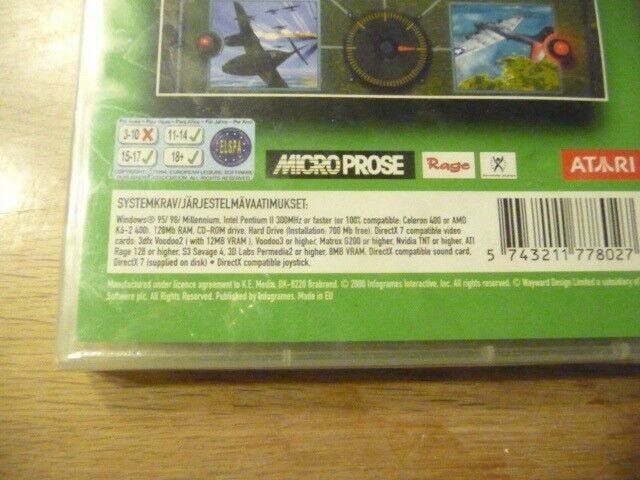 3-10 11-14
15-17 18+
ELSPA
MICROPROSE Rage ATARI
SYSTEMKRAV/JÄRJESTELMÄVAATIMUKSET:
Windows® 95/ 98/ Millennium. Intel Pentium II 300MHz or faster (or 100% compatible: Celeron 400 or AMD
K6-2 400). 128Mb RAM, CD-ROM drive. Hard Drive (Installation: 700 Mb free). DirectX 7 compatible video
cards: 3dfx Voodoo2 ( with 12MB VRAM ), Voodoo3 or higher, Matrox G200 or higher, Nvidia TNT or higher, ATI
Rage 128 or higher, S3 Savage 4, 3D Labs Permedia2 or higher, 8MB VRAM, DirectX compatible sound card,
DirectX 7 (supplied on disk) • DirectX compatible joystick.
5 743211 778027
Manufactured under licence agreement to K.E. Media, DK-8220 Brabrand. © 2000 Infogrames Interactive, Inc. All rights reserved. © Wayward Design Limited a subsidiary of
Software plc. All Rights Reserved. Published by Infogrames. Made in EU